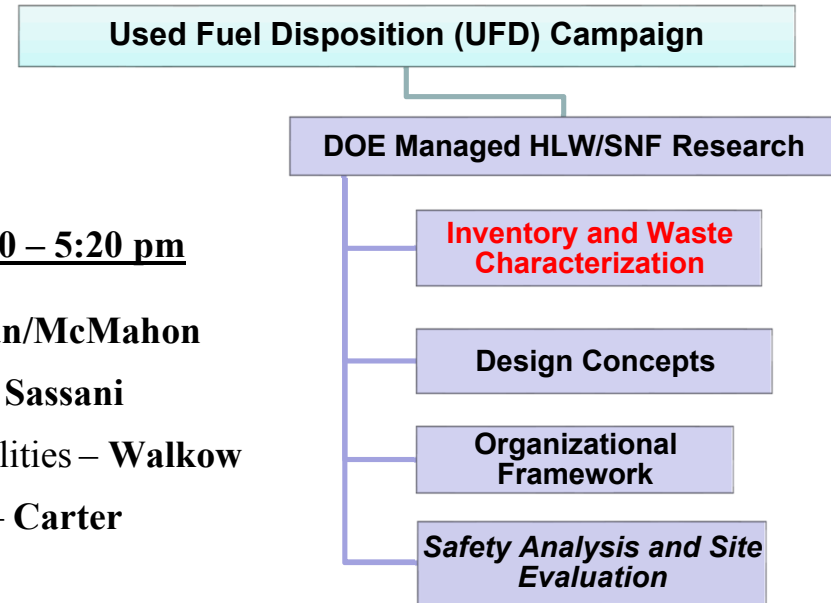 Used Fuel Disposition (UFD) Campaign
DOE Managed HLW/SNF Research
Inventory and Waste
Characterization
Design Concepts
Organizational
Framework
Safety Analysis and Site
Evaluation
0 – 5:20 pm
n/McMahon
Sassani
lities – Walkow
– Carter